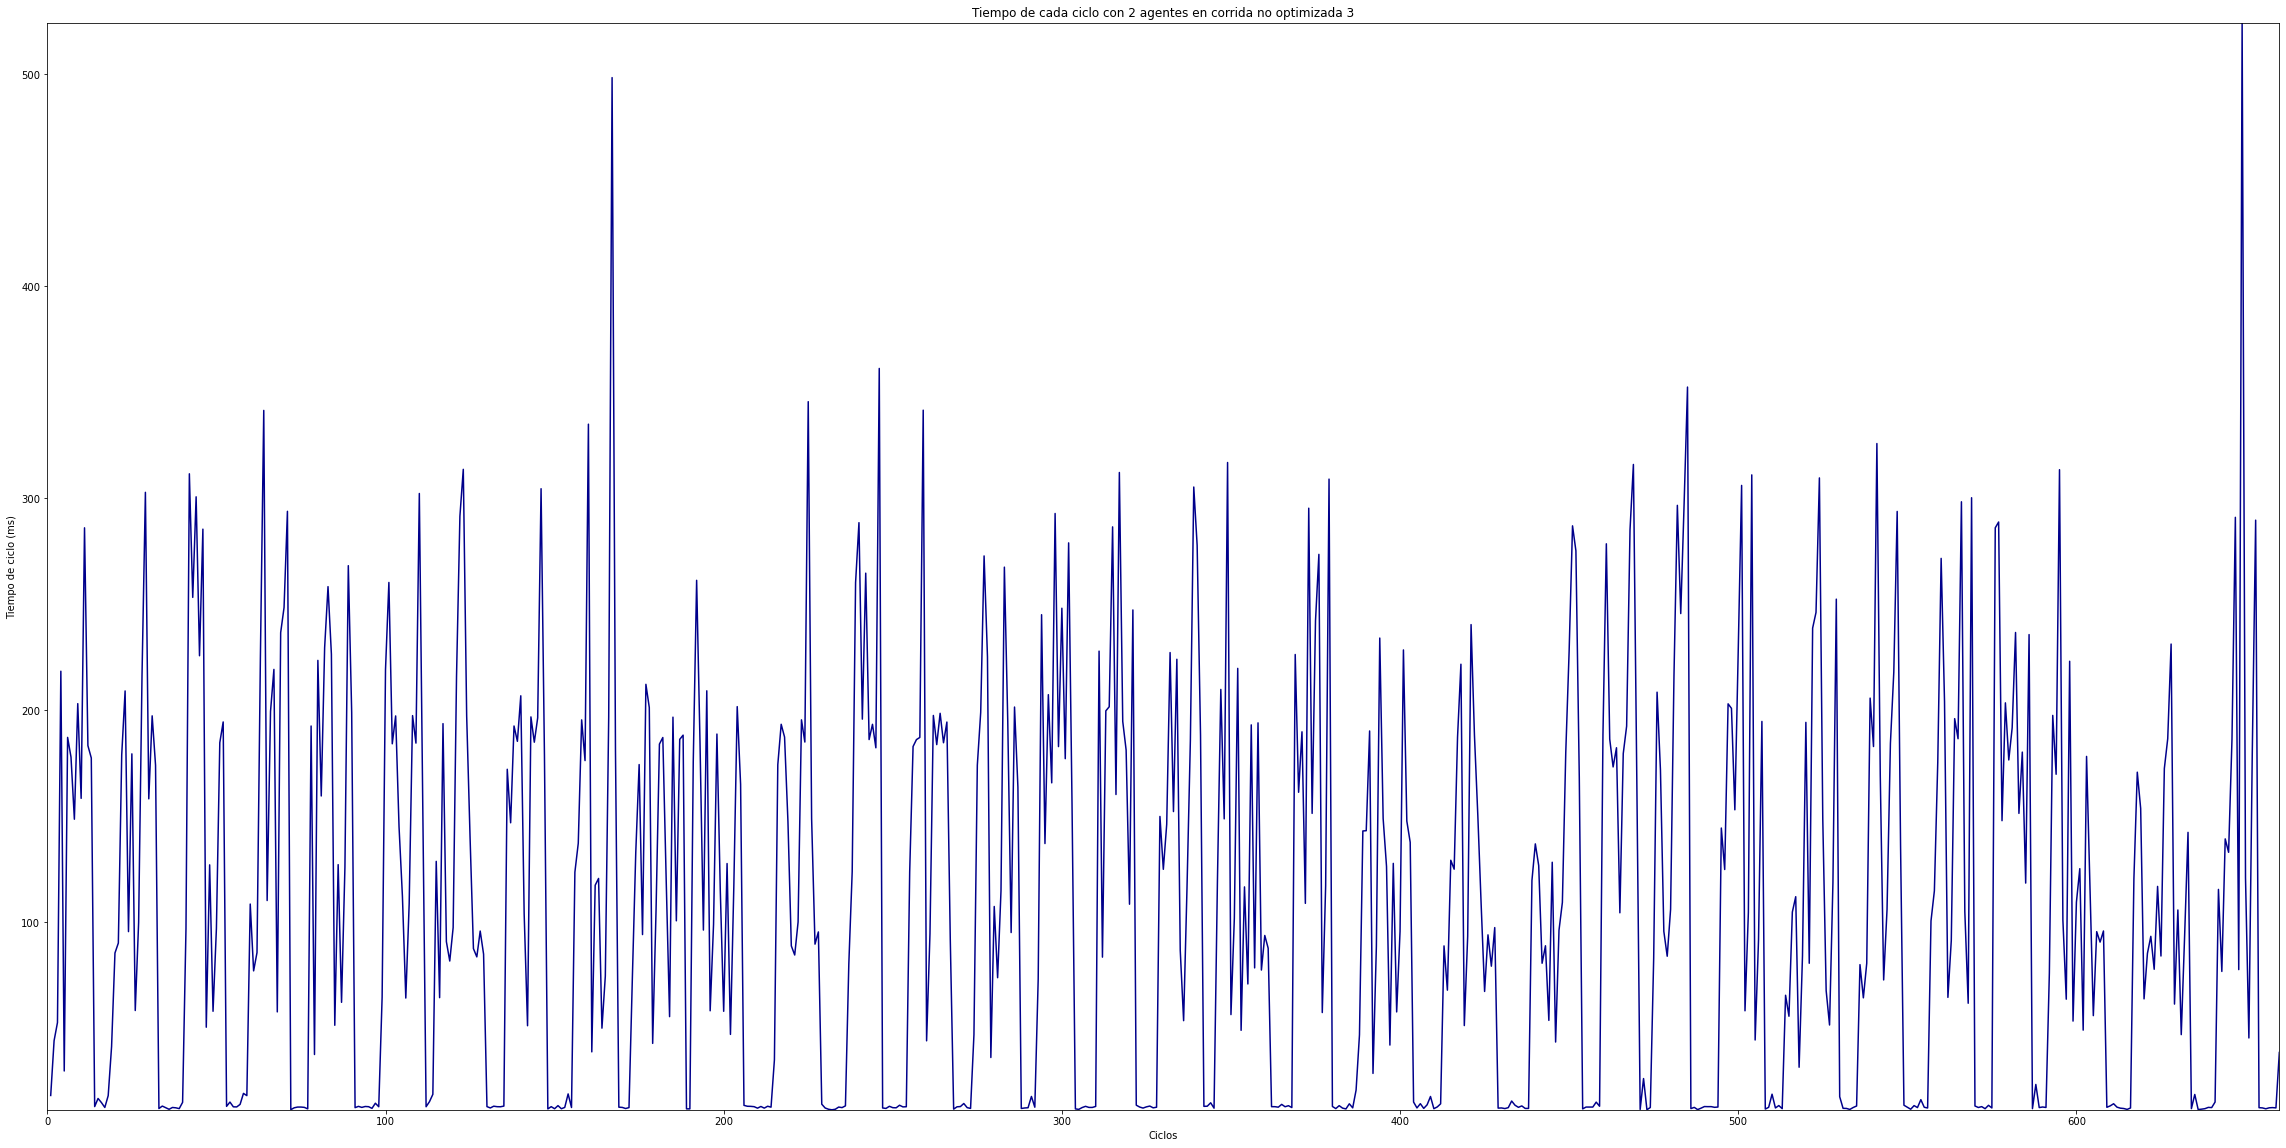 Tiempo de cada ciclo con 2 agentes en corrida no optimizada 3
500
400
300
200
100
Tiempo de ciclo (ms)
0 100 200 300 400 500 600
Ciclos